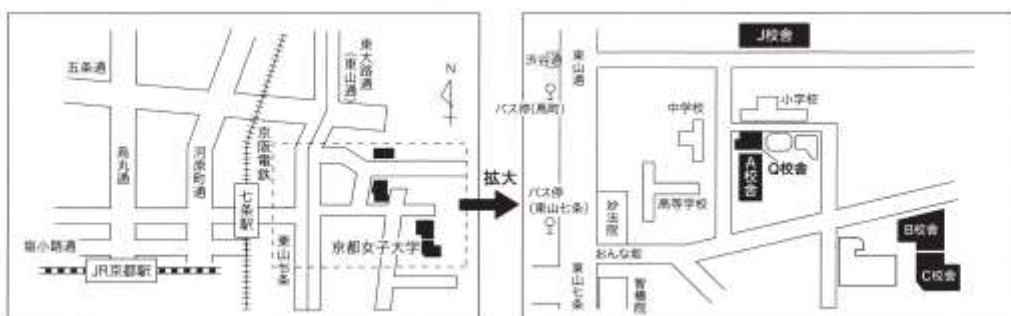 五条通
烏丸通
河原町通
京阪電鉄
東大路通
(東山通)
N
七条駅
塩小路通
JR京都駅
東山七条
京都女子大学
拡大
J校舎
渋谷通
東山通
バス停(馬町)
中学校
小学校
A校舎
Q校舎
バス停
(東山七条)
妙法院
高等学校
おんな坂
B校舎
C校舎
東山七条
智積院